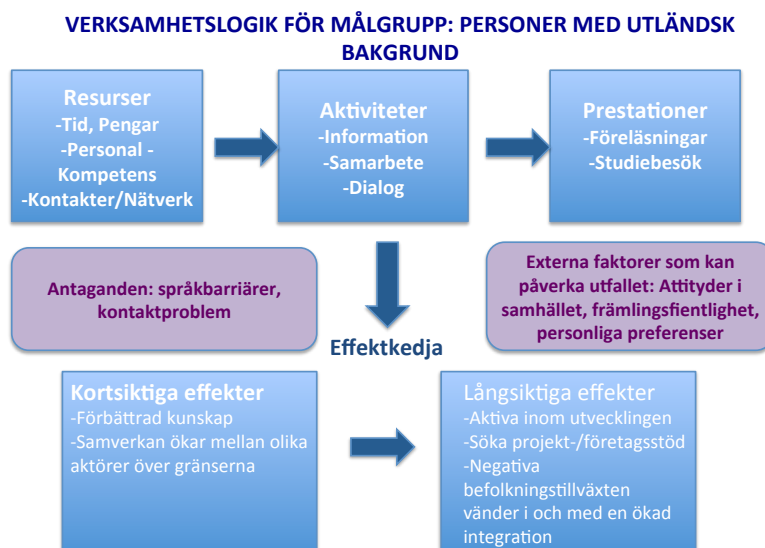 VERKSAMHETSLOGIK FÖR MÅLGRUPP: PERSONER MED UTLÄNDSK
BAKGRUND
Resurser
-Tid, Pengar
-Personal -
Kompetens
-Kontakter/Nätverk
Aktiviteter
-Information
-Samarbete
-Dialog
Prestationer
-Föreläsningar
-Studiebesök
Antaganden: språkbarriärer,
kontaktproblem
Externa faktorer som kan
påverka utfallet: Attityder i
samhället, främlingsfientlighet,
personliga preferenser
Effektkedja
Kortsiktiga effekter
-Förbättrad kunskap
-Samverkan ökar mellan olika
aktörer över gränserna
Långsiktiga effekter
-Aktiva inom utvecklingen
-Söka projekt-/företagsstöd
-Negativa
befolkningstillväxten
vänder i och med en ökad
integration